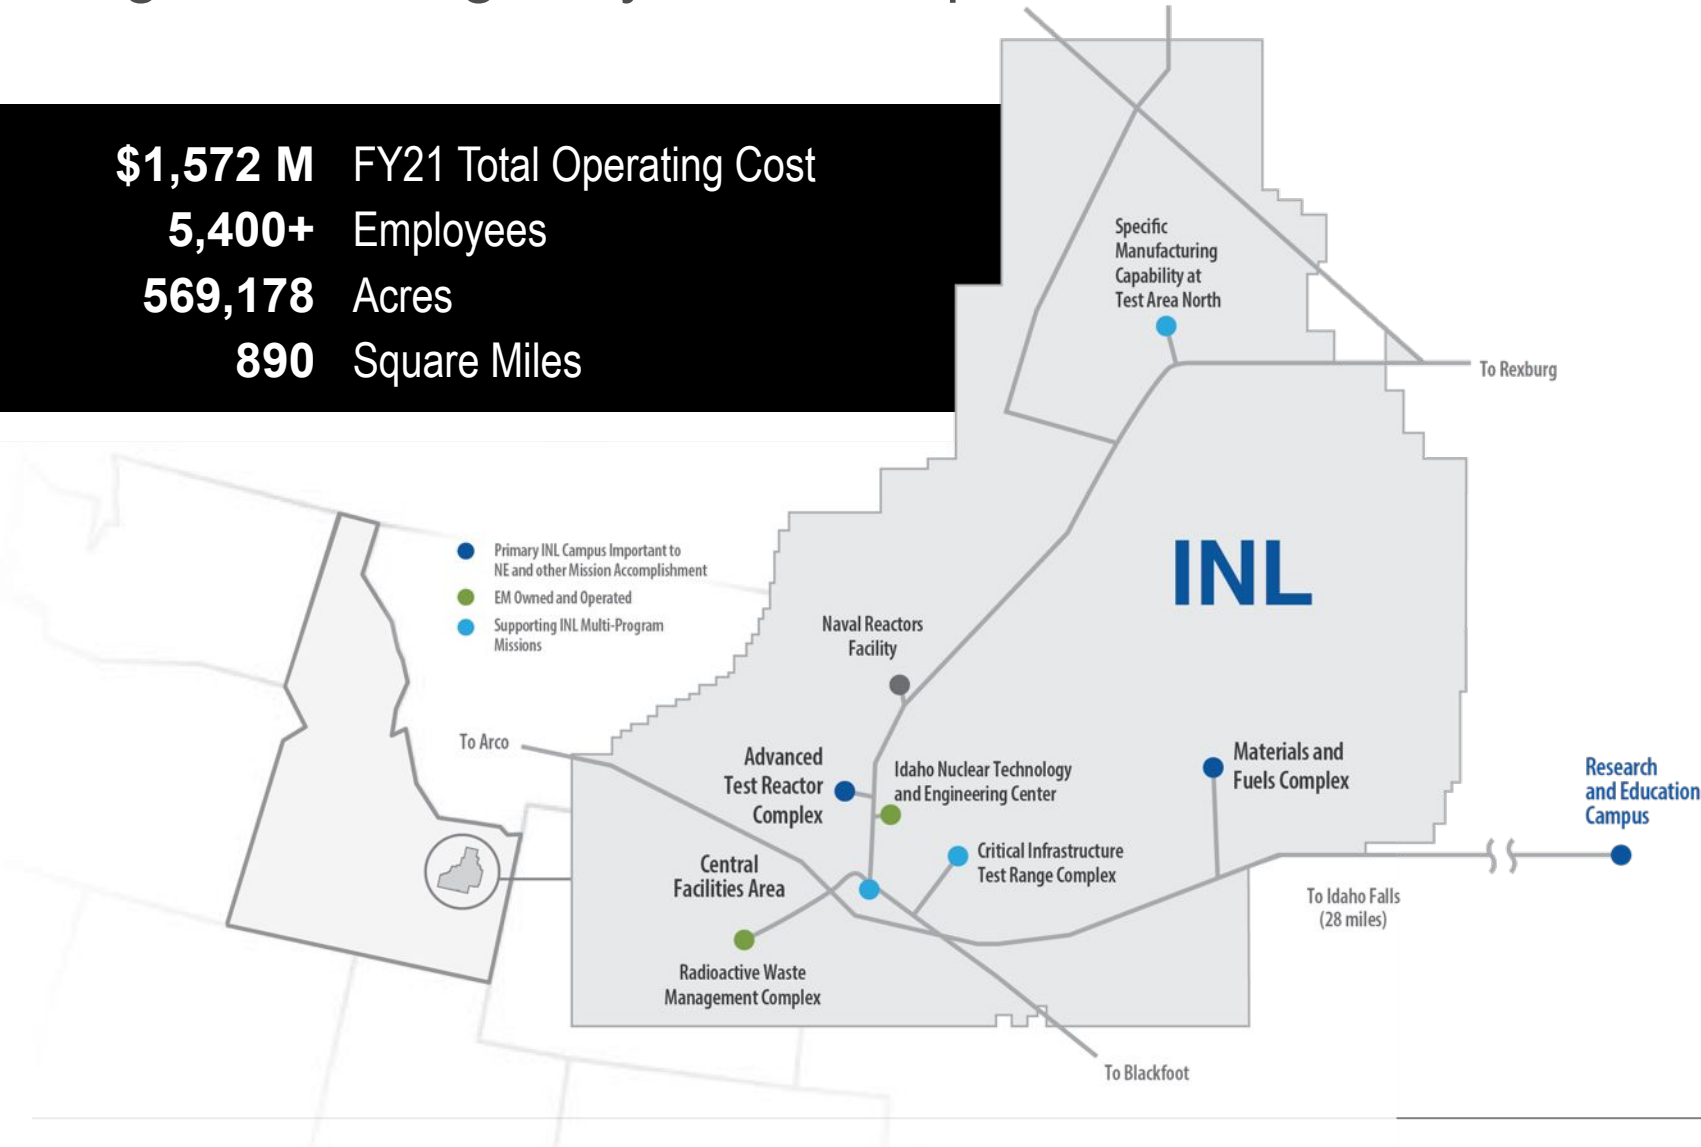 $1,572 M FY21 Total Operating Cost
5,400+ Employees
569,178 Acres
890 Square Miles
Specific
Manufacturing
Capability at
Test Area North
To Rexburg
INL
Primary INL Campus Important to
NE and other Mission Accomplishment
EM Owned and Operated
Supporting INL Multi-Program
Missions
Naval Reactors
Facility
To Arco
Advanced
Test Reactor
Complex
Idaho Nuclear Technology
and Engineering Center
Materials and
Fuels Complex
Research
and Education
Campus
Central
Facilities Area
Critical Infrastructure
Test Range Complex
To Idaho Falls
(28 miles)
Radioactive Waste
Management Complex
To Blackfoot